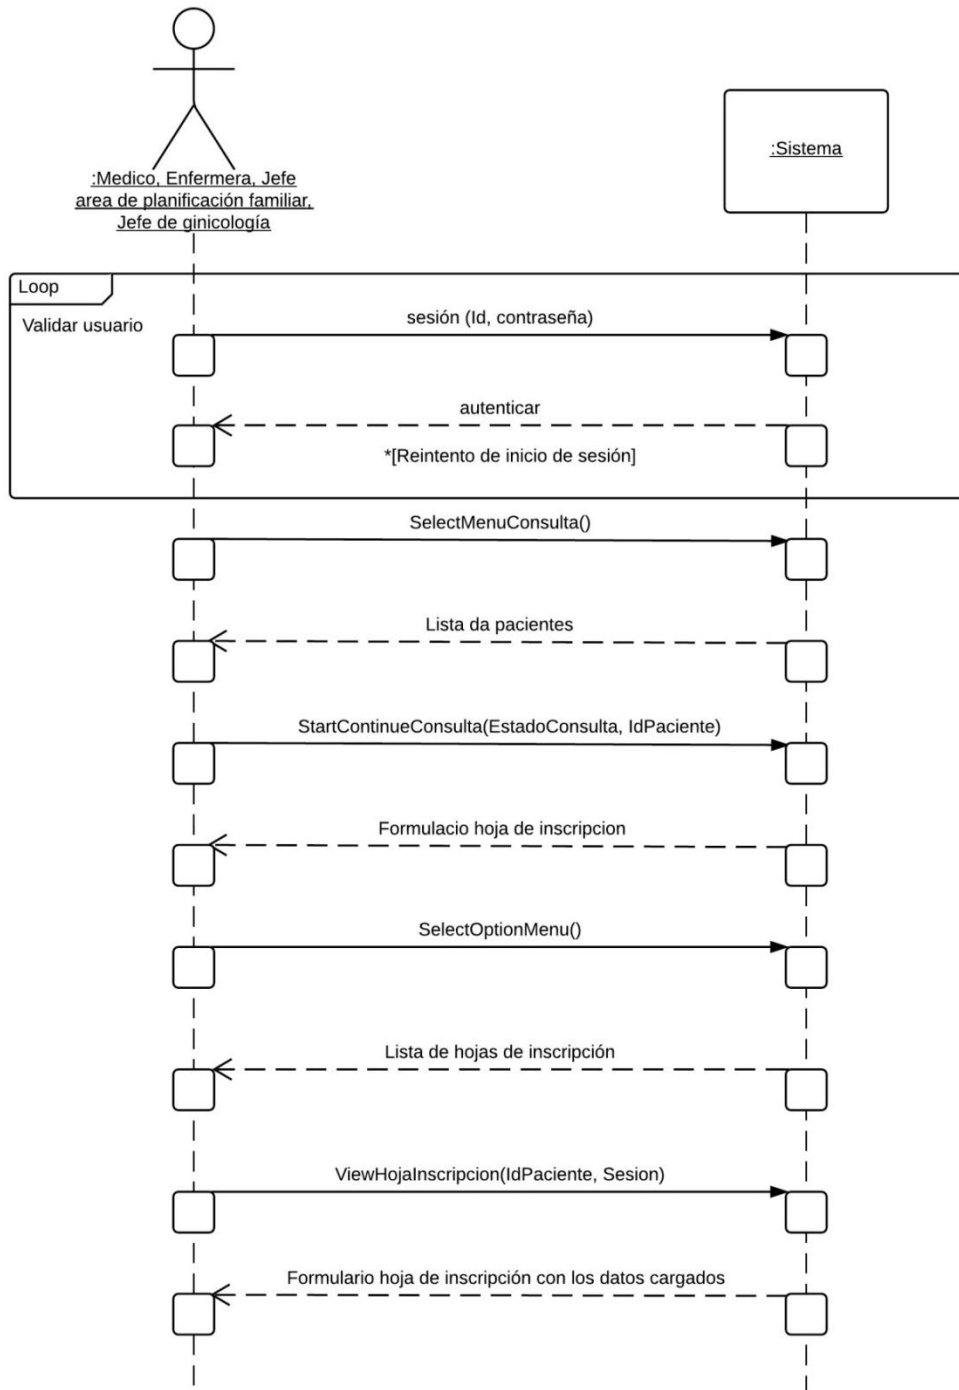 :Medico, Enfermera, Jefe
area de planificación familiar,
Jefe de ginicología
:Sistema
Loop
Validar usuario
sesión (Id, contraseña)
autenticar
*[Reintento de inicio de sesión]
SelectMenuConsulta()
Lista da pacientes
StartContinueConsulta(EstadoConsulta, IdPaciente)
Formulacio hoja de inscripcion
SelectOptionMenu()
Lista de hojas de inscripción
ViewHojaInscripcion(IdPaciente, Sesion)
Formulario hoja de inscripción con los datos cargados